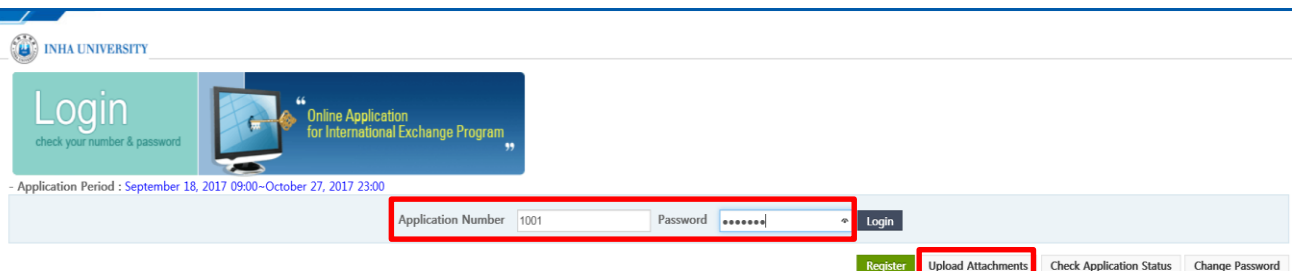 INHA UNIVERSITY
Login
check your number & password
“ Online Application
for International Exchange Program ”
- Application Period : September 18, 2017 09:00~October 27, 2017 23:00
Application Number 1001 Password ●●●●●●● Login
Register Upload Attachments Check Application Status Change Password